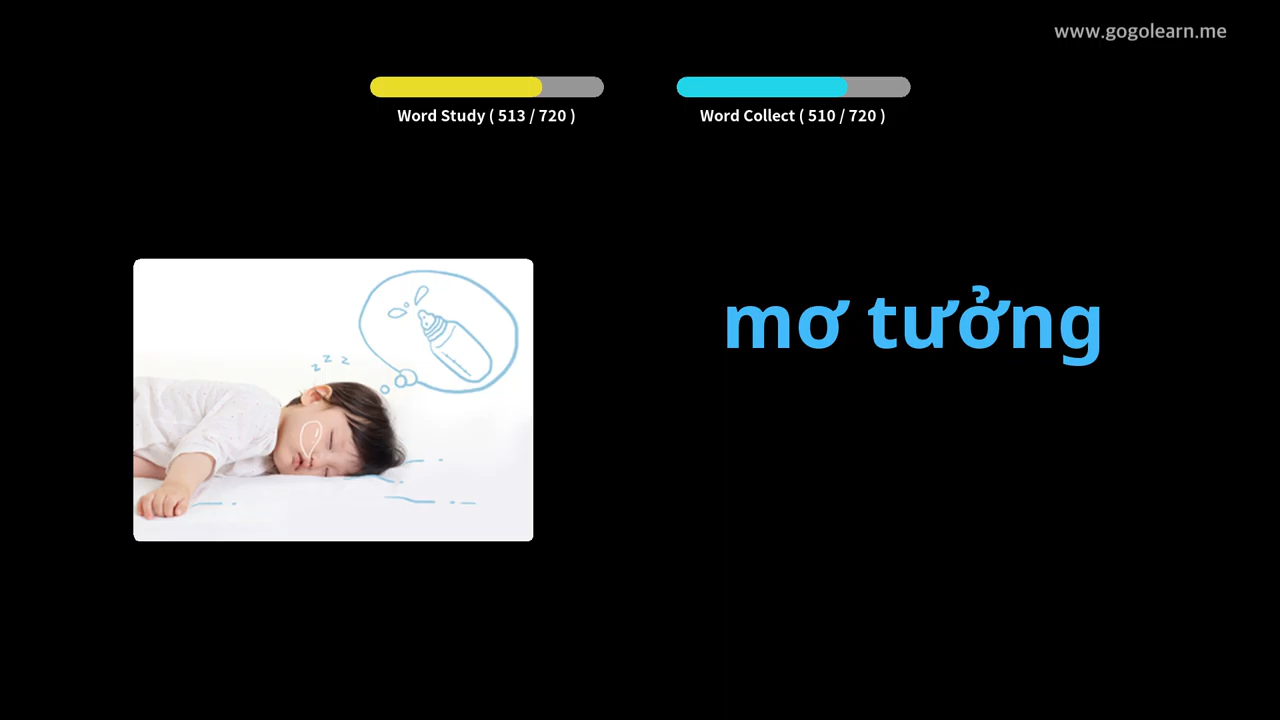 www.gogolearn.me
Word Study ( 513 / 720 )
Word Collect ( 510 / 720 )
z z z
mơ tưởng